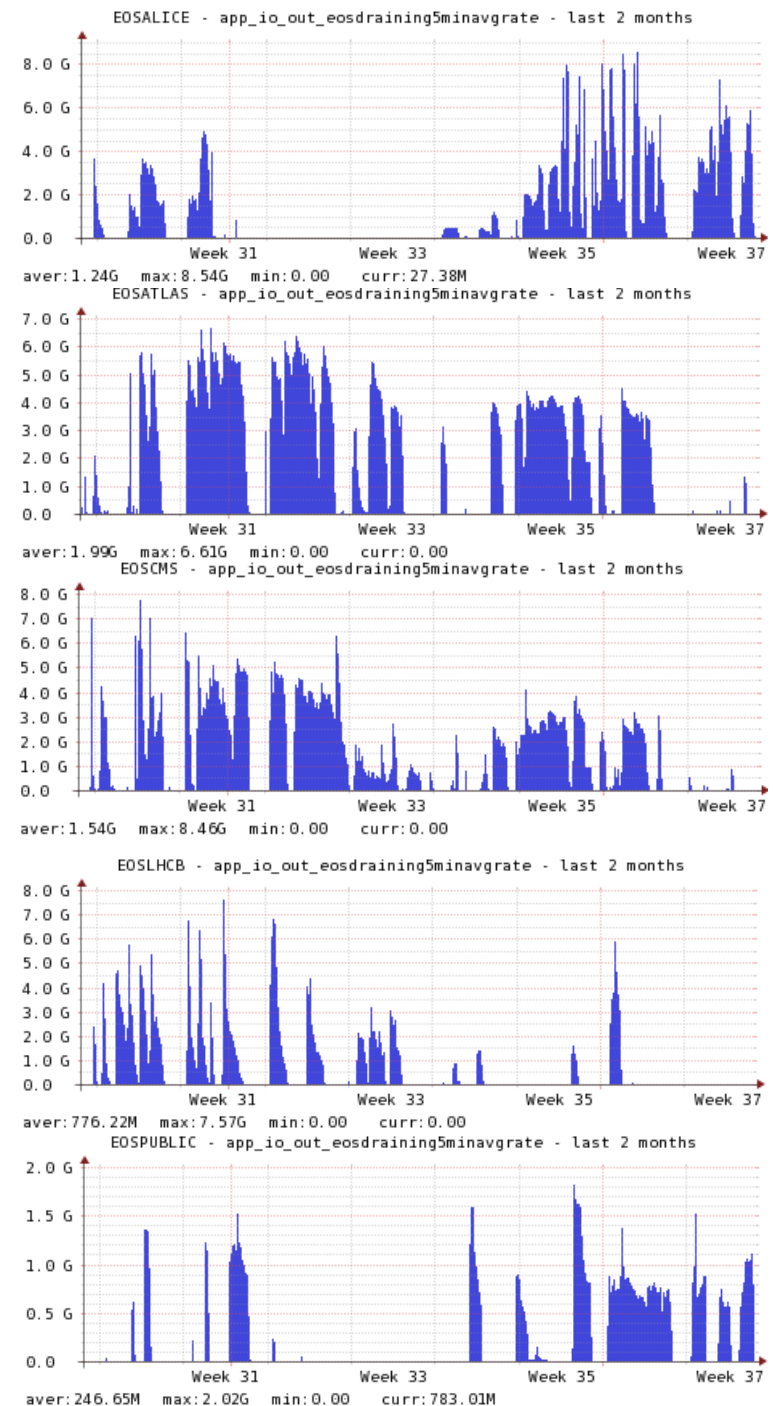 EOSALICE - app_io_out_eosdraining5minavgrate - last 2 months
8.0 G
6.0 G
4.0 G
2.0 G
0.0
Week 31 Week 33 Week 35 Week 37
aver:1.24G max:8.54G min:0.00 curr:27.38M
EOSATLAS - app_io_out_eosdraining5minavgrate - last 2 months
7.0 G
6.0 G
5.0 G
4.0 G
3.0 G
2.0 G
1.0 G
0.0
Week 31 Week 33 Week 35 Week 37
aver:1.99G max:6.61G min:0.00 curr:0.00
EOSCMS - app_io_out_eosdraining5minavgrate - last 2 months
8.0 G
7.0 G
6.0 G
5.0 G
4.0 G
3.0 G
2.0 G
1.0 G
0.0
Week 31 Week 33 Week 35 Week 37
aver:1.54G max:8.46G min:0.00 curr:0.00
EOSLHCB - app_io_out_eosdraining5minavgrate - last 2 months
8.0 G
7.0 G
6.0 G
5.0 G
4.0 G
3.0 G
2.0 G
1.0 G
0.0
Week 31 Week 33 Week 35 Week 37
aver:776.22M max:7.57G min:0.00 curr:0.00
EOSPUBLIC - app_io_out_eosdraining5minavgrate - last 2 months
2.0 G
1.5 G
1.0 G
0.5 G
0.0
Week 31 Week 33 Week 35 Week 37
aver:246.65M max:2.02G min:0.00 curr:783.01M